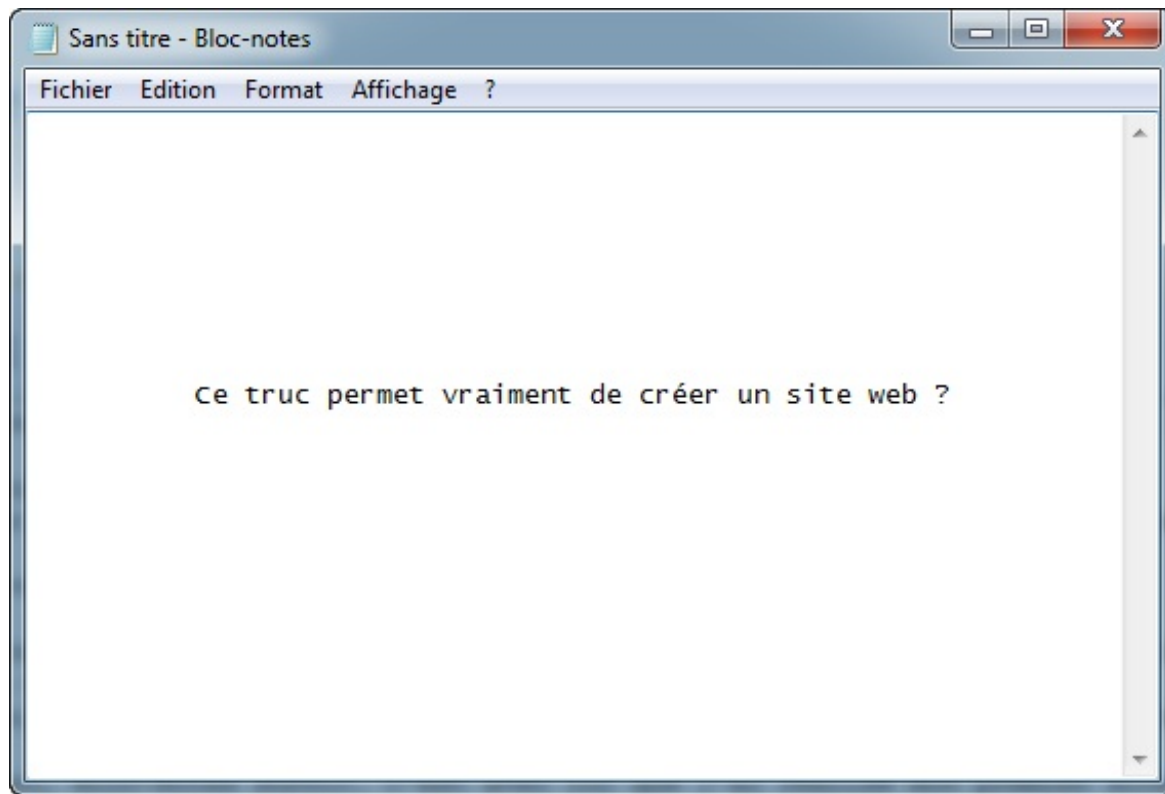 Sans titre - Bloc-notes
Fichier Edition Format Affichage ?
Ce truc permet vraiment de créer un site web ?